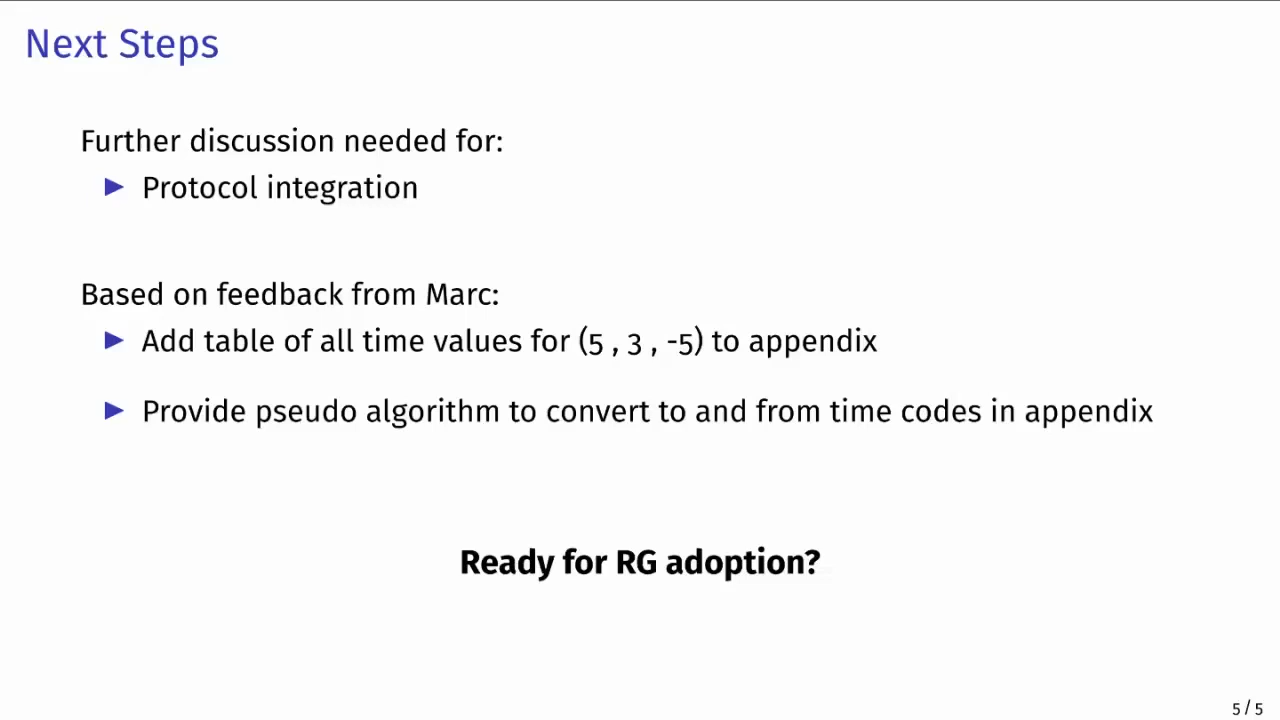 Next Steps
Further discussion needed for:
▶ Protocol integration
Based on feedback from Marc:
▶ Add table of all time values for (5 , 3 , -5) to appendix
▶ Provide pseudo algorithm to convert to and from time codes in appendix
Ready for RG adoption?
5 / 5